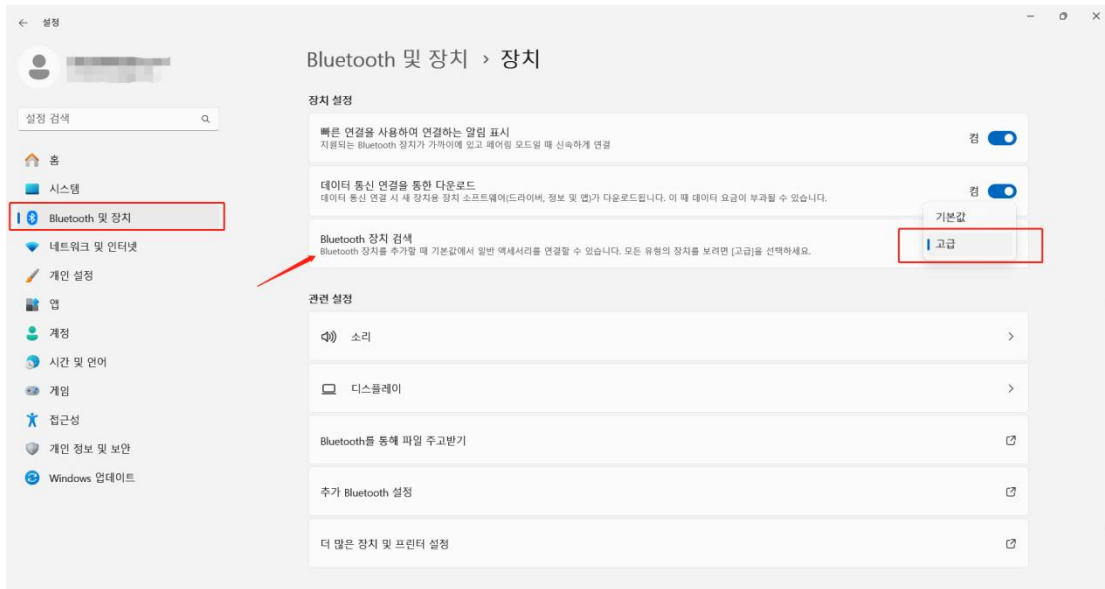 설정
설정 검색
홈
시스템
Bluetooth 및 장치
네트워크 및 인터넷
개인 설정
앱
계정
시간 및 언어
게임
접근성
개인 정보 및 보안
Windows 업데이트
Bluetooth 및 장치 › 장치
장치 설정
빠른 연결을 사용하여 연결하는 알림 표시
지원되는 Bluetooth 장치가 가까이에 있고 페어링 모드일 때 신속하게 연결
켬
데이터 통신 연결을 통한 다운로드
데이터 통신 연결 시 새 장치용 장치 소프트웨어(드라이버, 정보 및 앱)가 다운로드됩니다. 이 때 데이터 요금이 부과될 수 있습니다.
켬
Bluetooth 장치 검색
Bluetooth 장치를 추가할 때 기본값에서 일반 액세서리를 연결할 수 있습니다. 모든 유형의 장치를 보려면 [고급]을 선택하세요.
기본값
고급
관련 설정
소리
디스플레이
Bluetooth를 통해 파일 주고받기
추가 Bluetooth 설정
더 많은 장치 및 프린터 설정